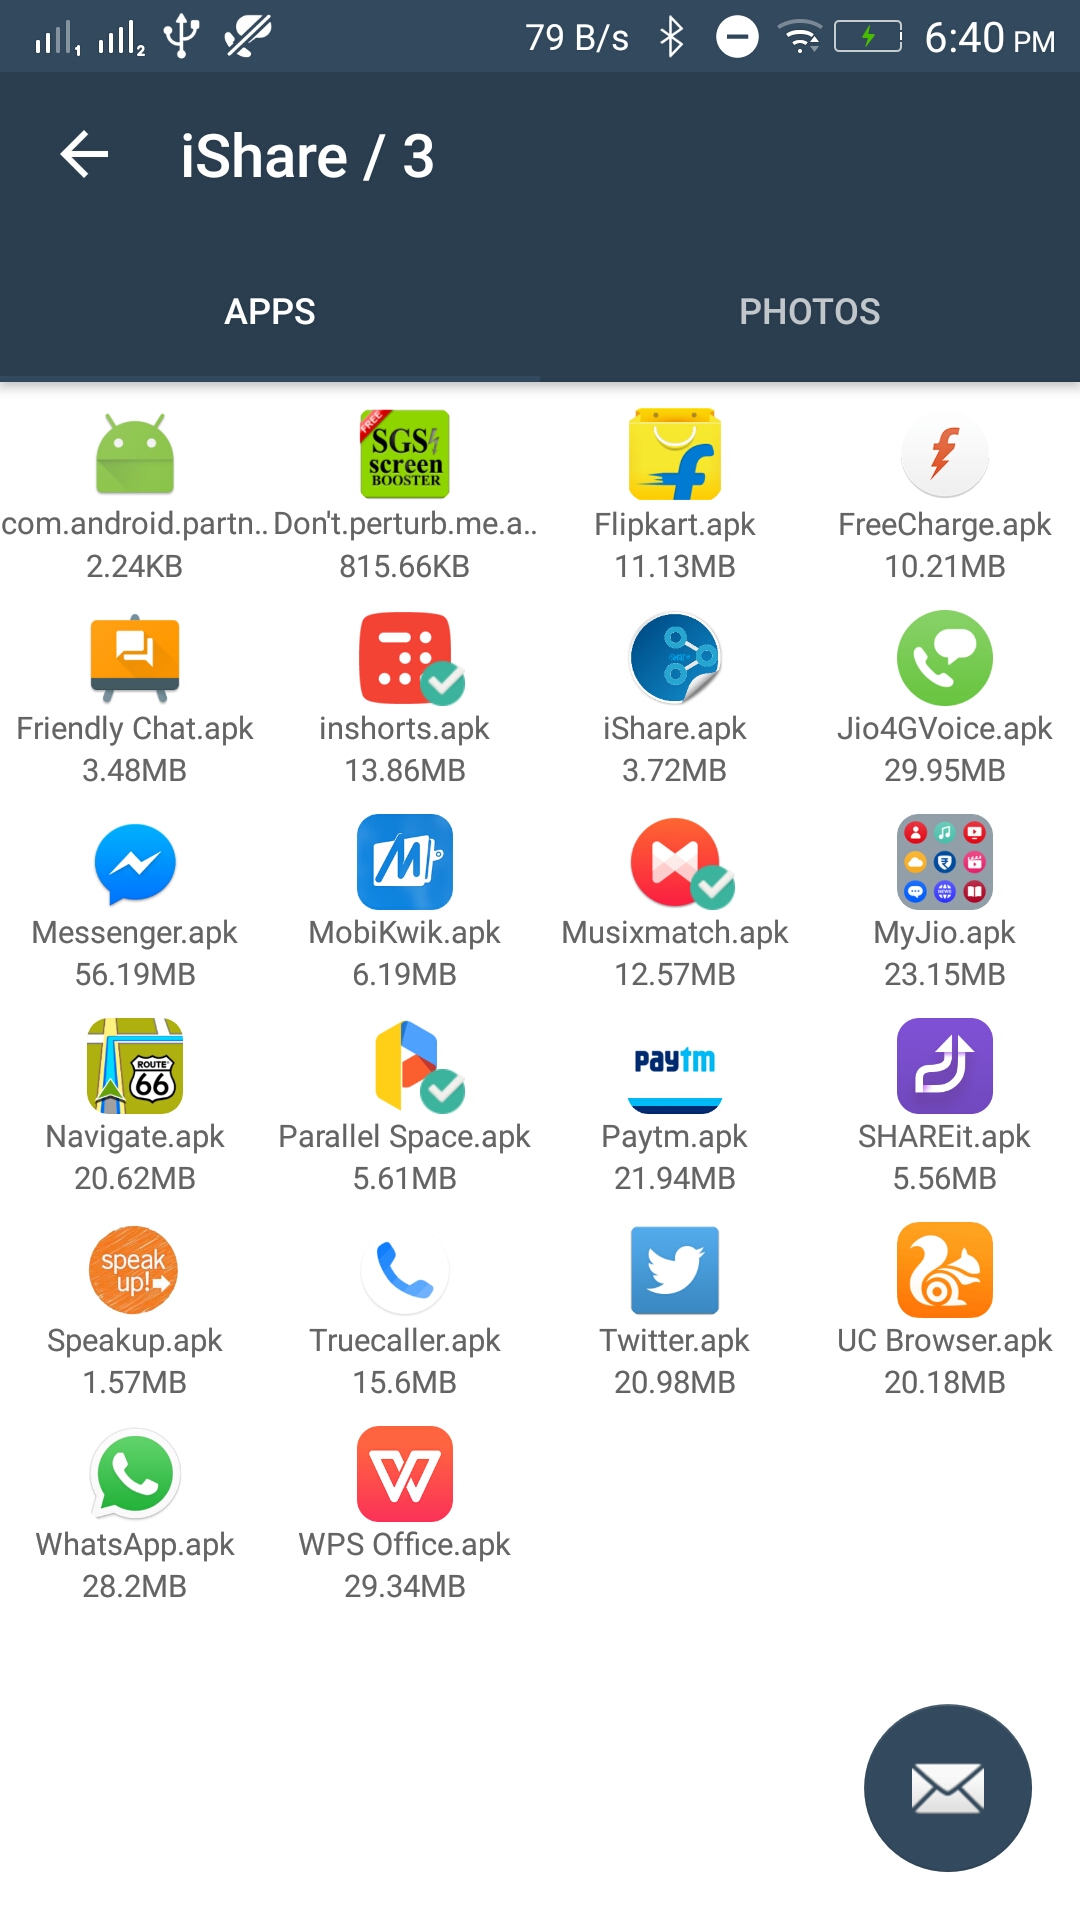 79 B/s 6:40 PM
iShare / 3
APPS PHOTOS
FREE SGS screen BOOSTER
com.android.partn.. Don't.perturb.me.a.. Flipkart.apk FreeCharge.apk
2.24KB 815.66KB 11.13MB 10.21MB
Friendly Chat.apk inshorts.apk iShare.apk Jio4GVoice.apk
3.48MB 13.86MB 3.72MB 29.95MB
Messenger.apk MobiKwik.apk Musixmatch.apk MyJio.apk
56.19MB 6.19MB 12.57MB 23.15MB
ROUTE 66 paytm
Navigate.apk Parallel Space.apk Paytm.apk SHAREit.apk
20.62MB 5.61MB 21.94MB 5.56MB
speak up!
Speakup.apk Truecaller.apk Twitter.apk UC Browser.apk
1.57MB 15.6MB 20.98MB 20.18MB
WhatsApp.apk WPS Office.apk
28.2MB 29.34MB